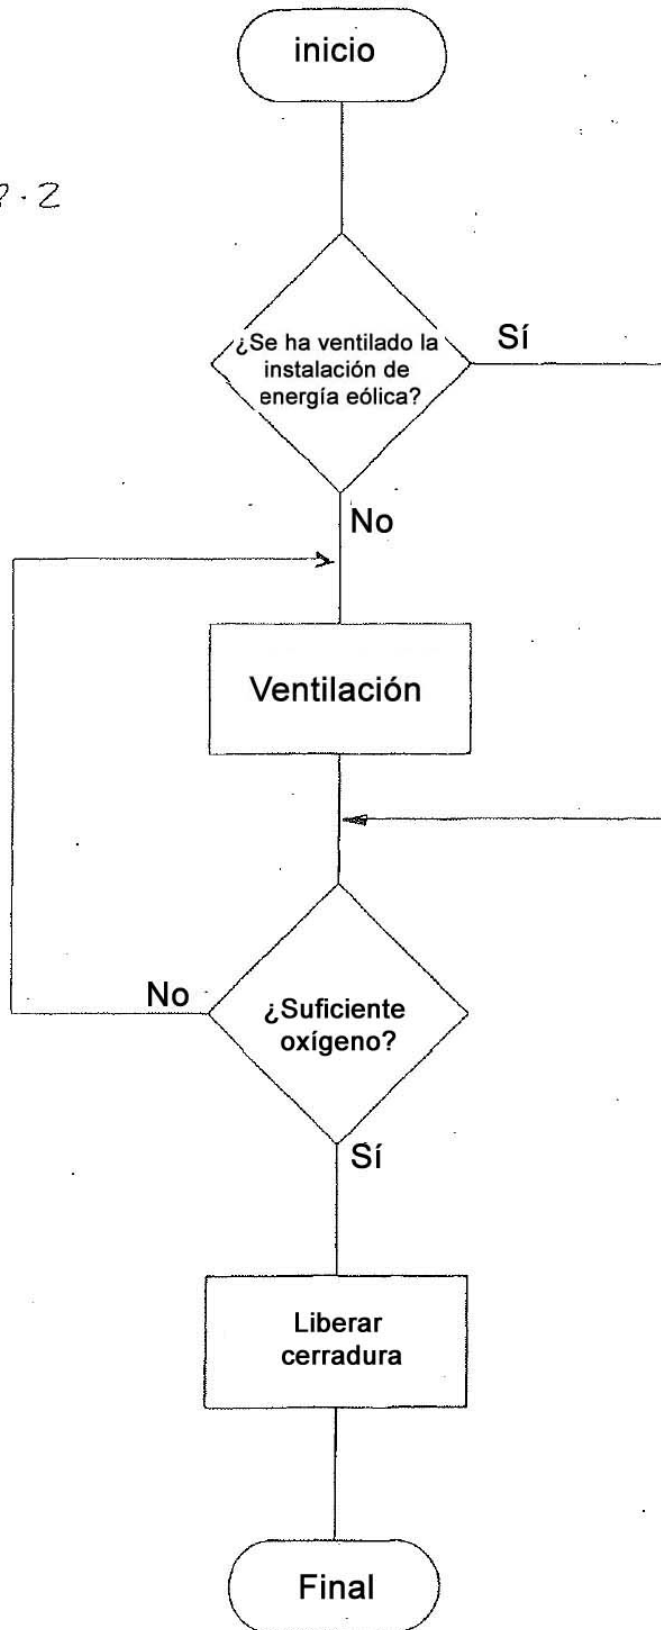 inicio
¿Se ha ventilado la
instalación de
energía eólica?
Sí
No
Ventilación
No
¿Suficiente
oxígeno?
Sí
Liberar
cerradura
Final